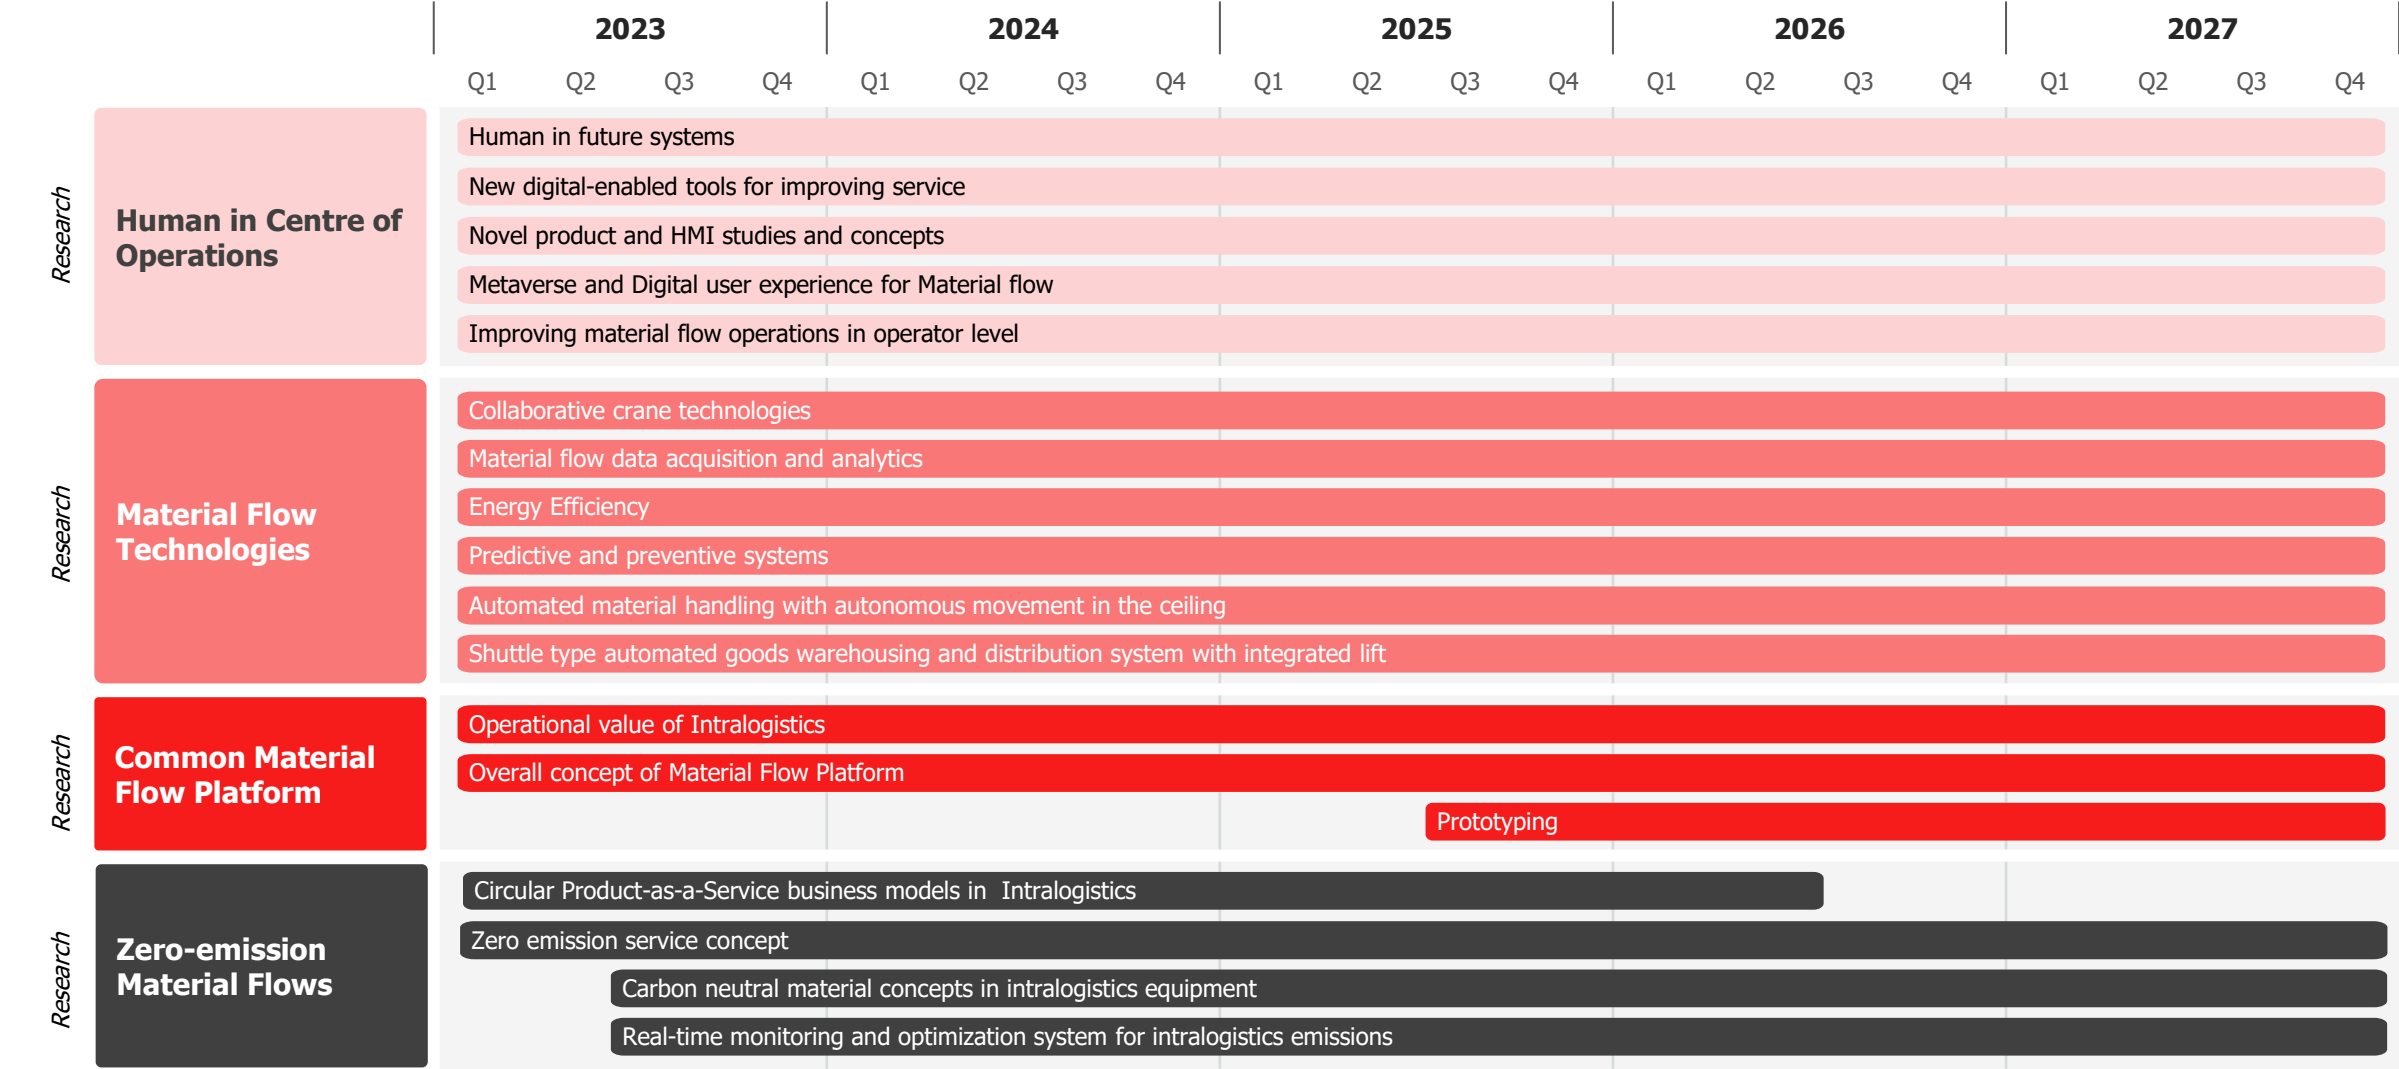 2023 2024 2025 2026 2027
Q1 Q2 Q3 Q4 Q1 Q2 Q3 Q4 Q1 Q2 Q3 Q4 Q1 Q2 Q3 Q4 Q1 Q2 Q3 Q4
Research
Human in Centre of
Operations
Human in future systems
New digital-enabled tools for improving service
Novel product and HMI studies and concepts
Metaverse and Digital user experience for Material flow
Improving material flow operations in operator level
Research
Material Flow
Technologies
Collaborative crane technologies
Material flow data acquisition and analytics
Energy Efficiency
Predictive and preventive systems
Automated material handling with autonomous movement in the ceiling
Shuttle type automated goods warehousing and distribution system with integrated lift
Research
Common Material
Flow Platform
Operational value of Intralogistics
Overall concept of Material Flow Platform
Prototyping
Research
Zero-emission
Material Flows
Circular Product-as-a-Service business models in  Intralogistics
Zero emission service concept
Carbon neutral material concepts in intralogistics equipment
Real-time monitoring and optimization system for intralogistics emissions